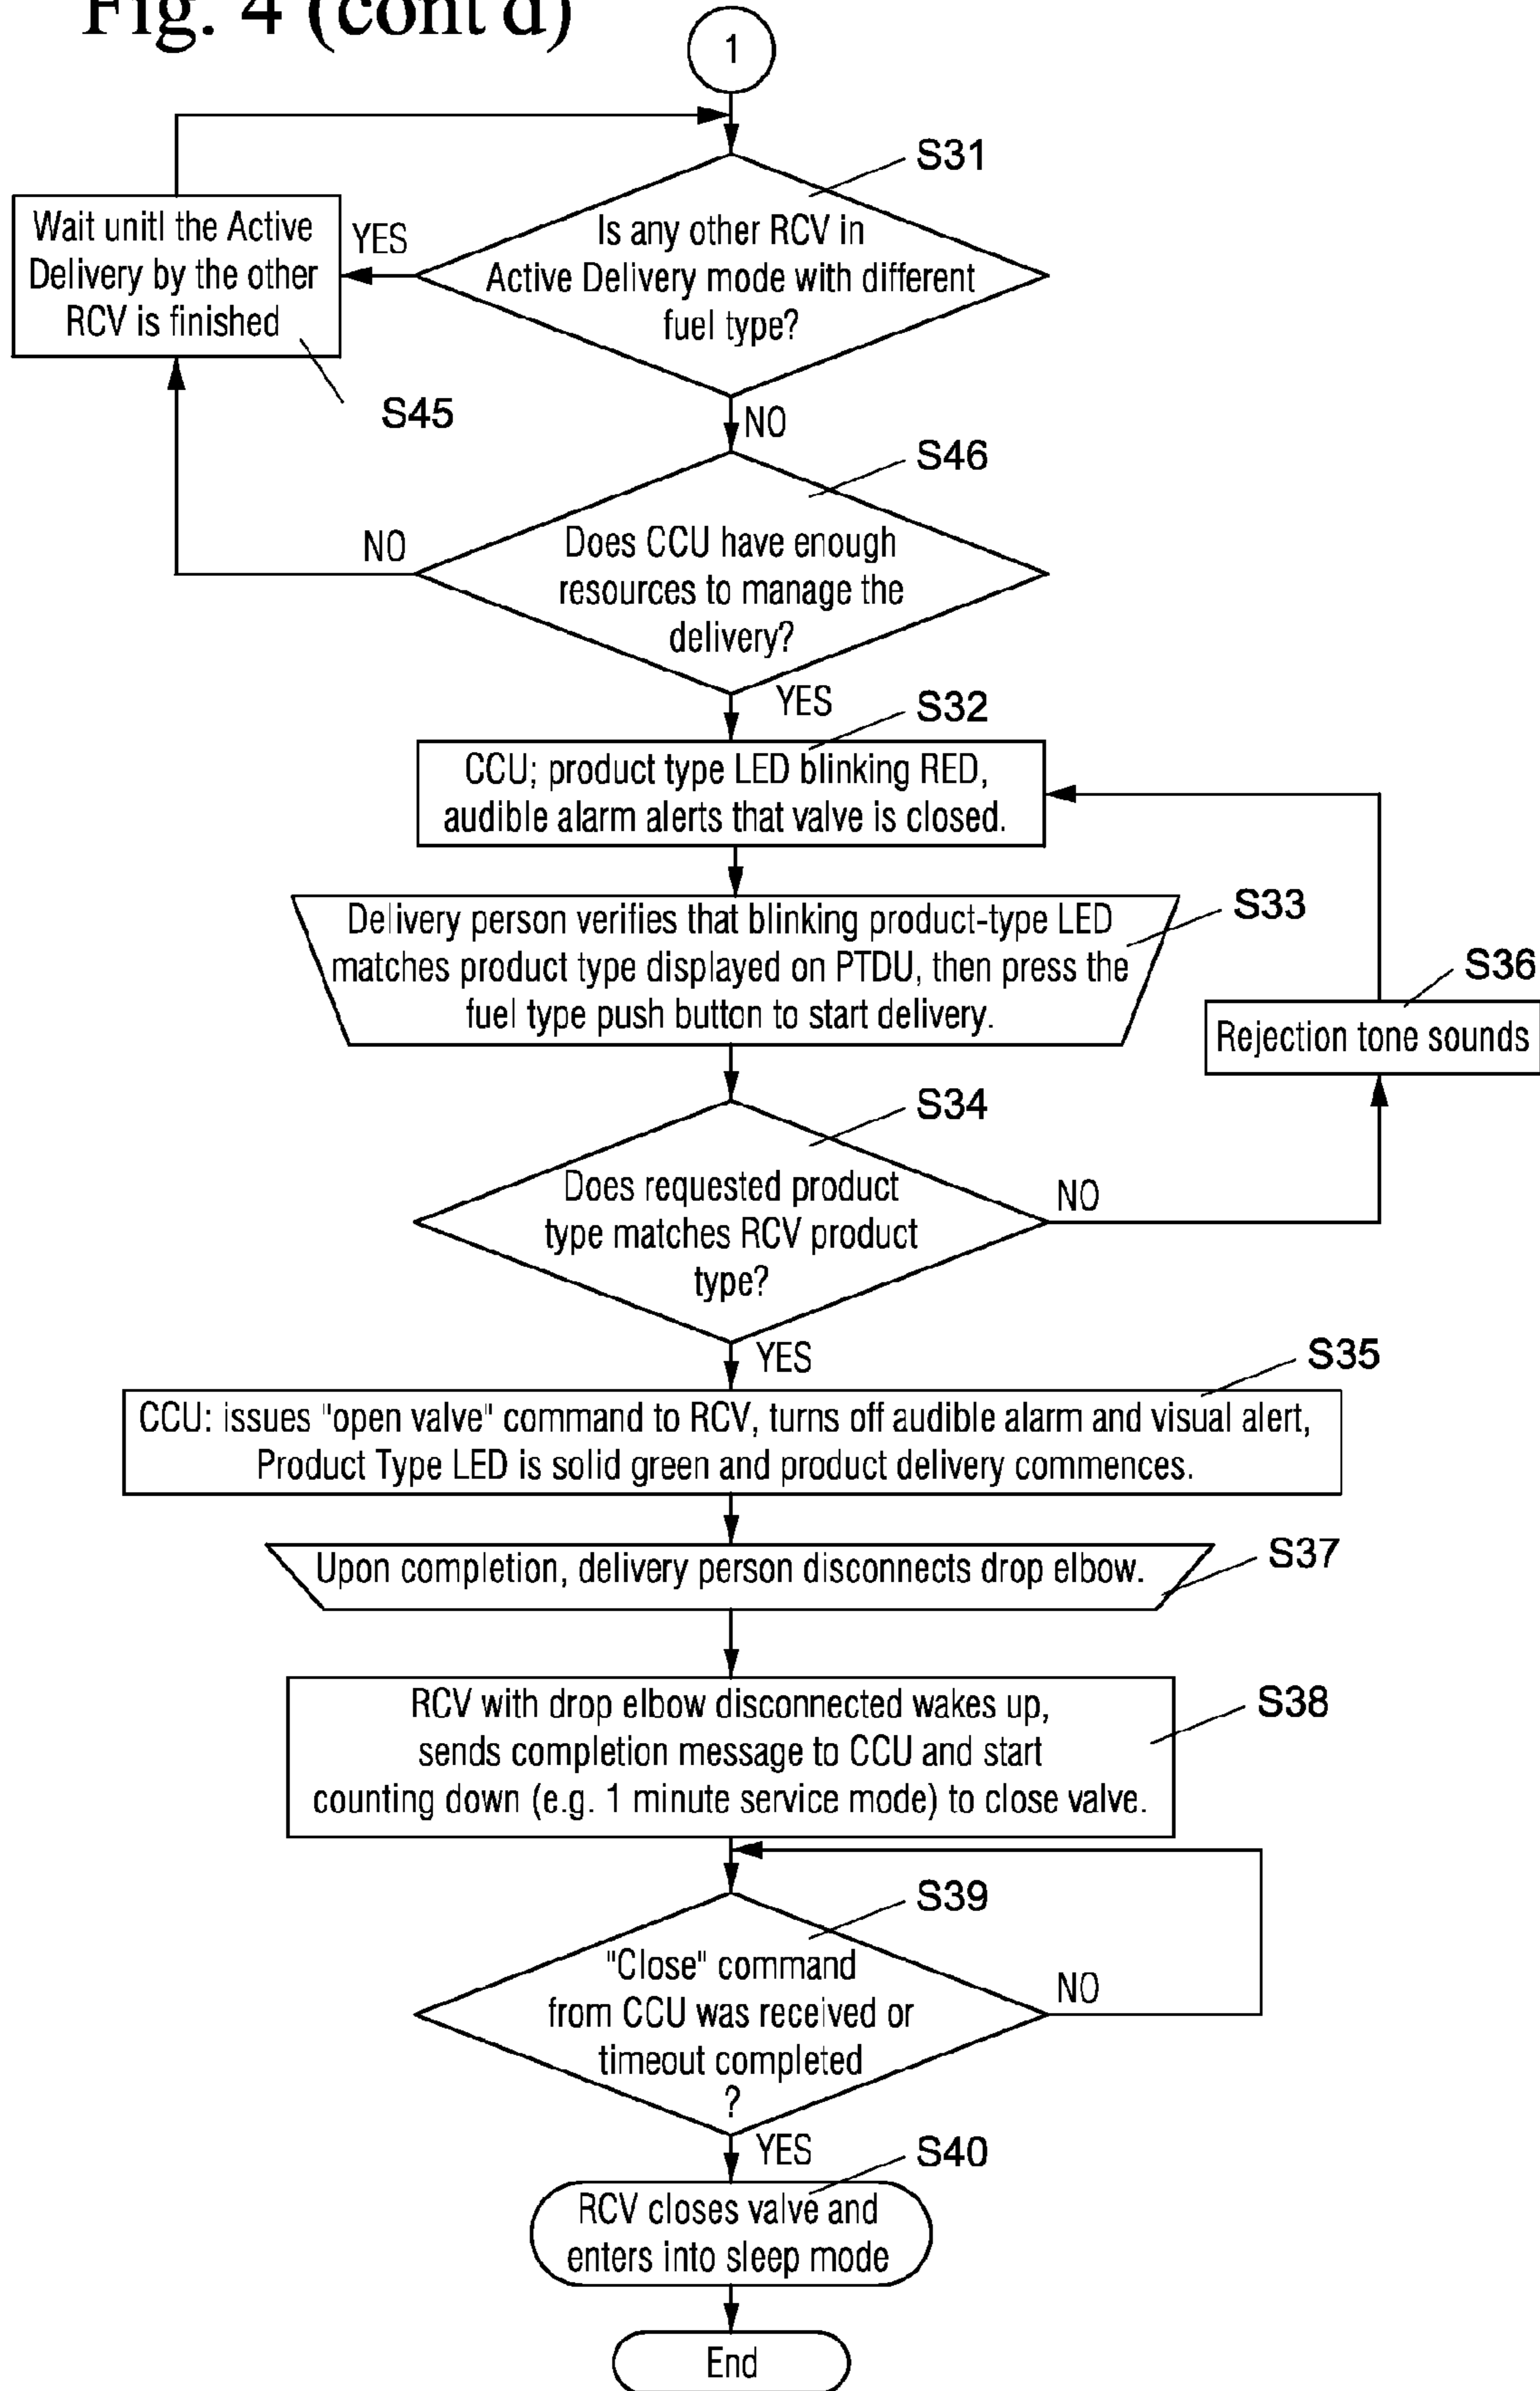 Fig. 4 (cont'd)
1
S31
Is any other RCV in
Active Delivery mode with different
fuel type?
YES
Wait unitl the Active
Delivery by the other
RCV is finished
S45
NO
S46
Does CCU have enough
resources to manage the
delivery?
NO
YES
S32
CCU; product type LED blinking RED,
audible alarm alerts that valve is closed.
S33
Delivery person verifies that blinking product-type LED
matches product type displayed on PTDU, then press the
fuel type push button to start delivery.
S36
Rejection tone sounds
S34
Does requested product
type matches RCV product
type?
NO
YES
S35
CCU: issues "open valve" command to RCV, turns off audible alarm and visual alert,
Product Type LED is solid green and product delivery commences.
S37
Upon completion, delivery person disconnects drop elbow.
S38
RCV with drop elbow disconnected wakes up,
sends completion message to CCU and start
counting down (e.g. 1 minute service mode) to close valve.
S39
"Close" command
from CCU was received or
timeout completed
?
NO
YES
S40
RCV closes valve and
enters into sleep mode
End